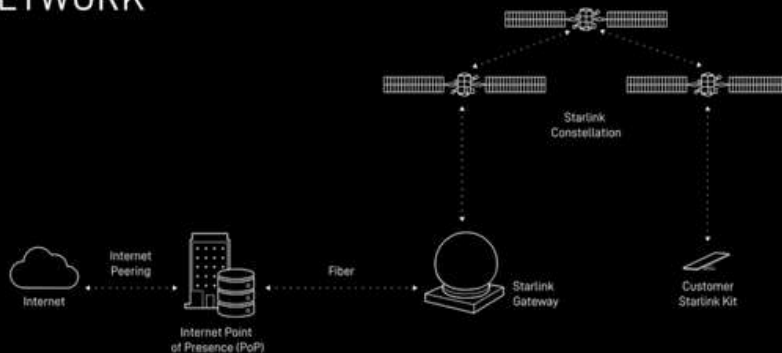 ETWORK
Starlink
Constellation
Internet
Peering
Fiber
Internet
Starlink
Gateway
Customer
Starlink Kit
Internet Point
of Presence (PoP)